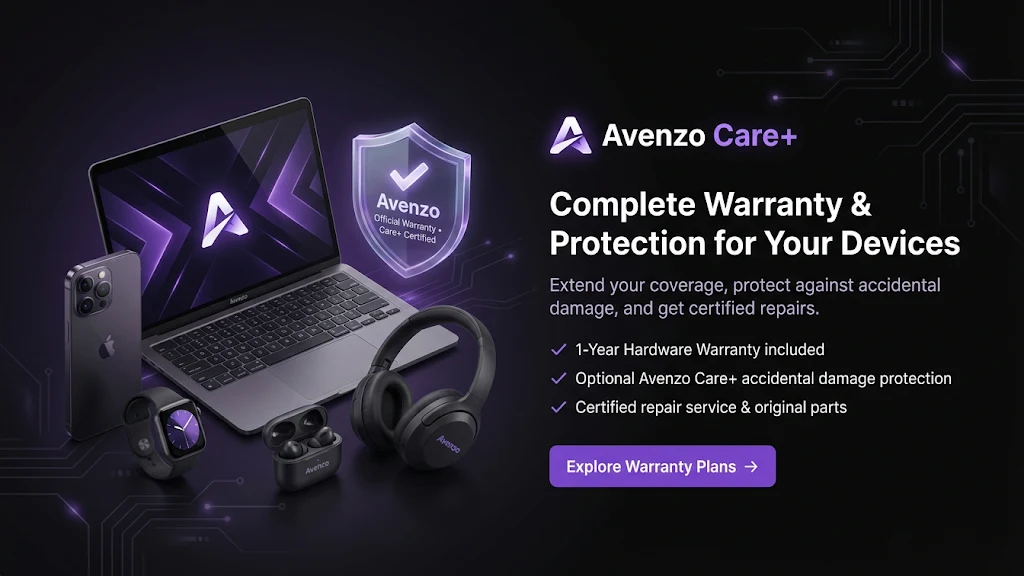 Avenzo
Official Warranty •
Care+ Certified
Avenzo
Avenzo
Avenzo Care+
Complete Warranty &
Protection for Your Devices
Extend your coverage, protect against accidental
damage, and get certified repairs.
1-Year Hardware Warranty included
Optional Avenzo Care+ accidental damage protection
Certified repair service & original parts
Explore Warranty Plans →